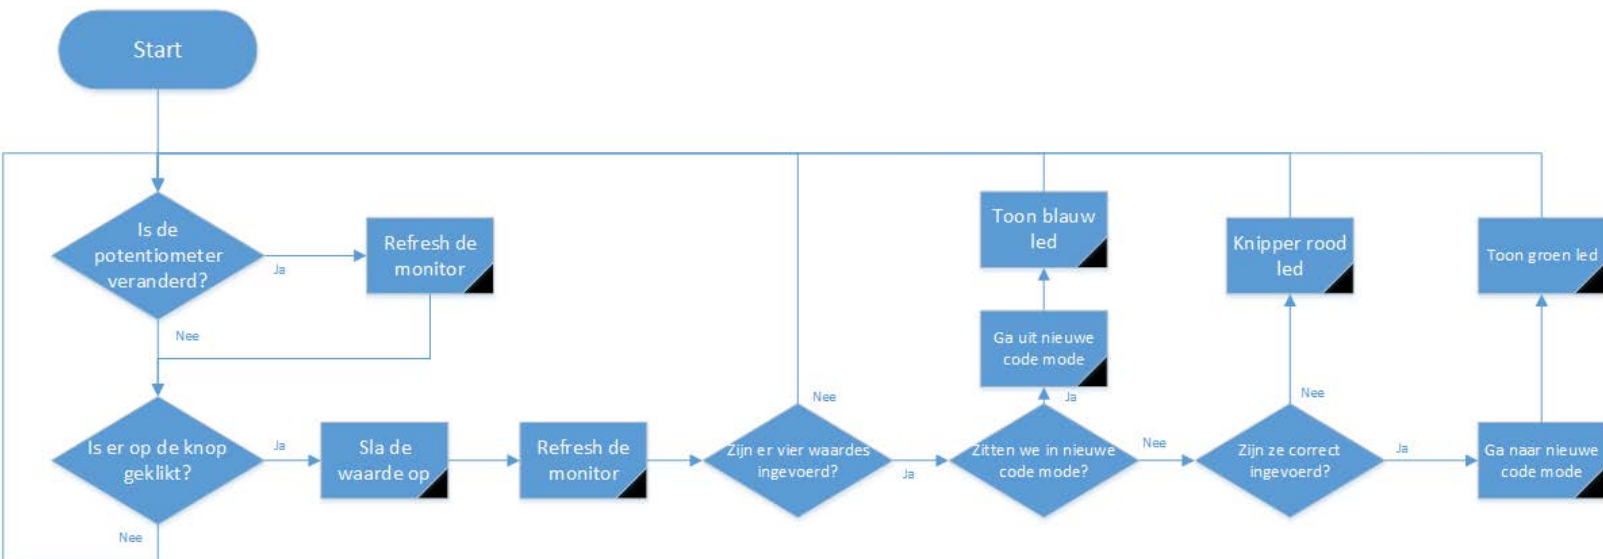 Start
Is de
potentiometer
veranderd?
Ja
Refresh de
monitor
Toon blauw
led
Knipper rood
led
Toon groen led
Nee
Ga uit nieuwe
code mode
Is er op de knop
geklikt?
Ja
Sla de
waarde op
Refresh de
monitor
Nee
Zijn er vier waardes
ingevoerd?
Ja
Ja
Zitten we in nieuwe
code mode?
Nee
Nee
Zijn ze correct
ingevoerd?
Ja
Ga naar nieuwe
code mode
Nee